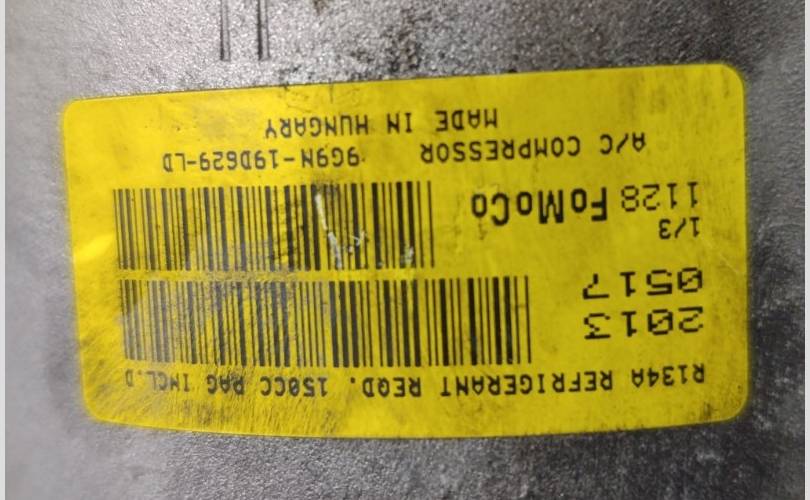 R134A REFRIGERANT REQD. 150CC PAG INCL.D
2013
0517
1/3
1128 FoMoCo
A/C COMPRESSOR 9G9N-19D629-LD
MADE IN HUNGARY